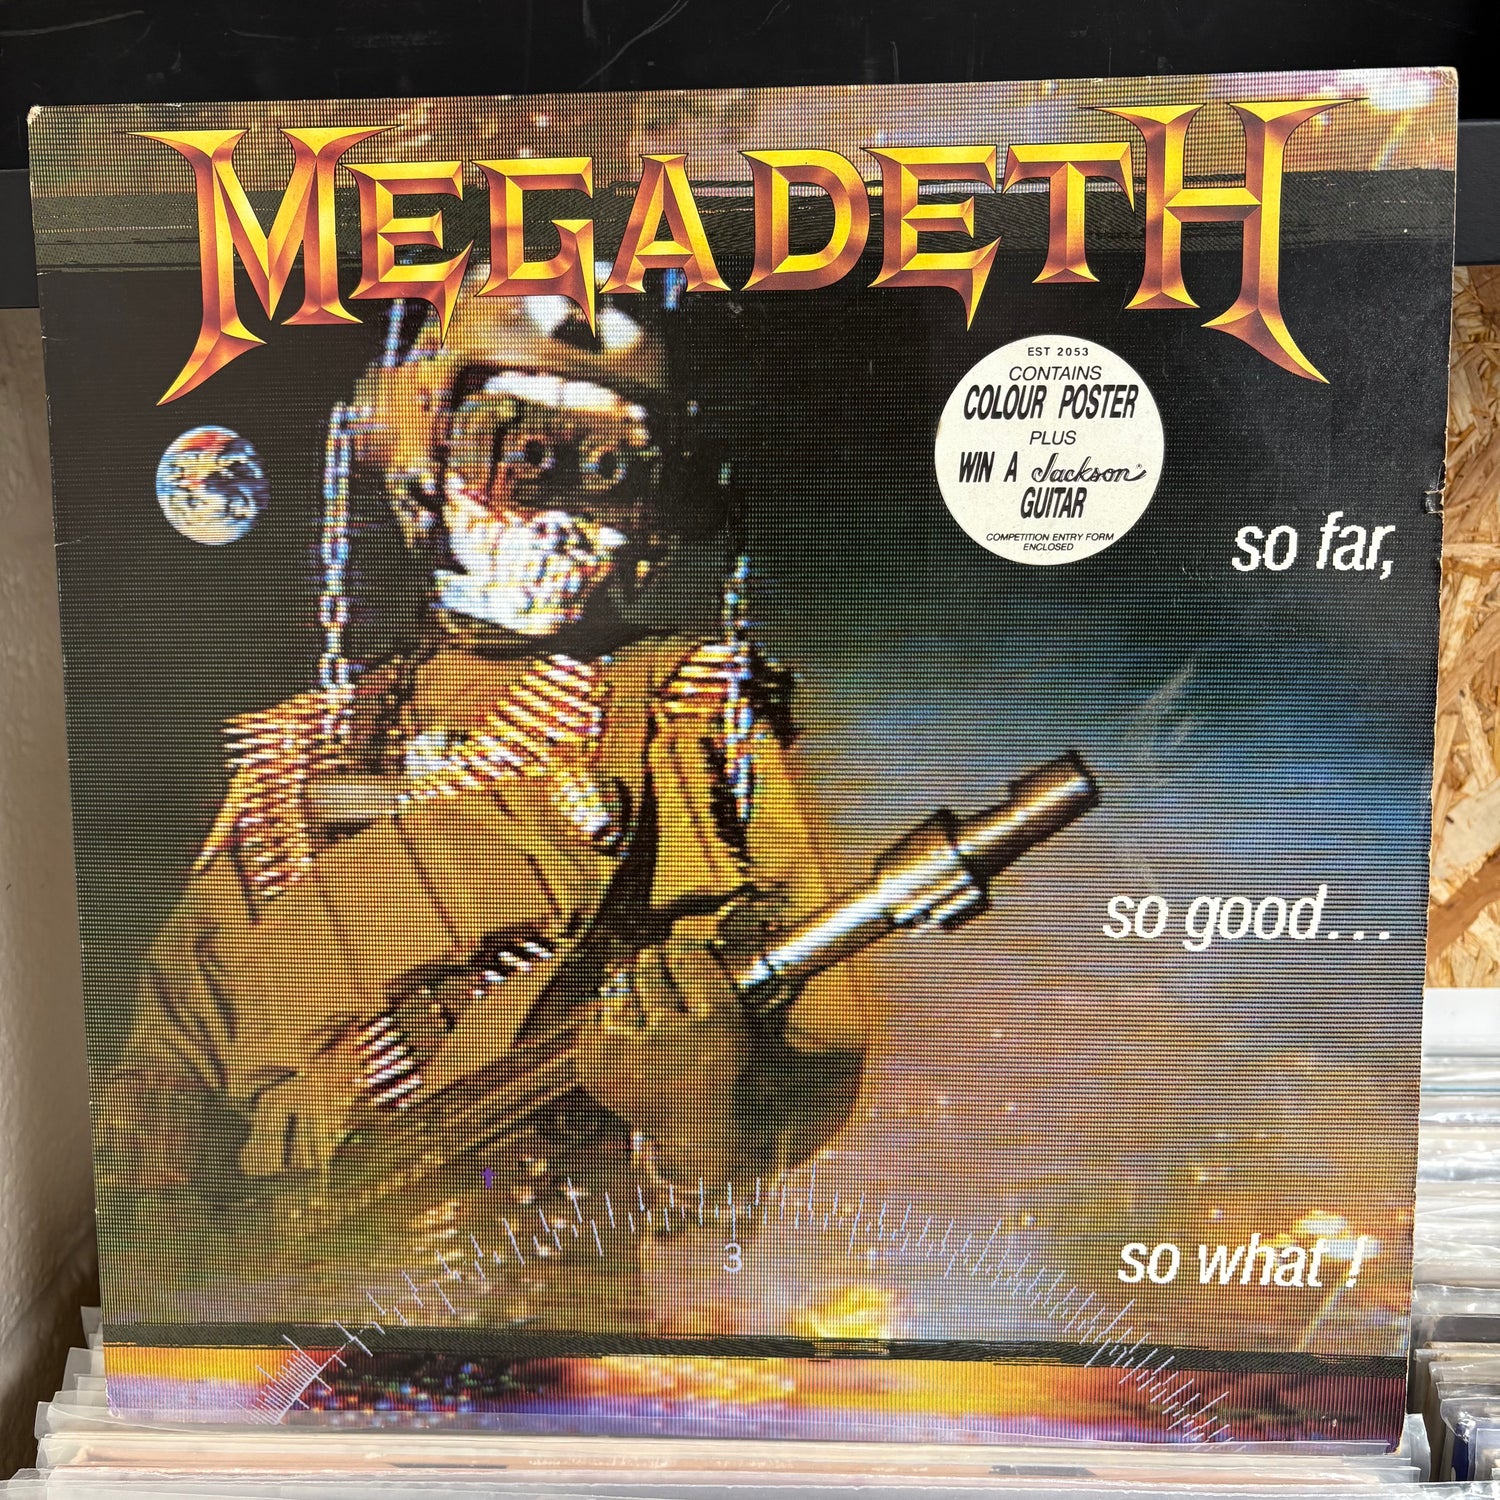 MEGADETH
EST 2053
CONTAINS
COLOUR POSTER
PLUS
WIN A Jackson®
GUITAR
COMPETITION ENTRY FORM
ENCLOSED
so far,
so good...
so what !
3